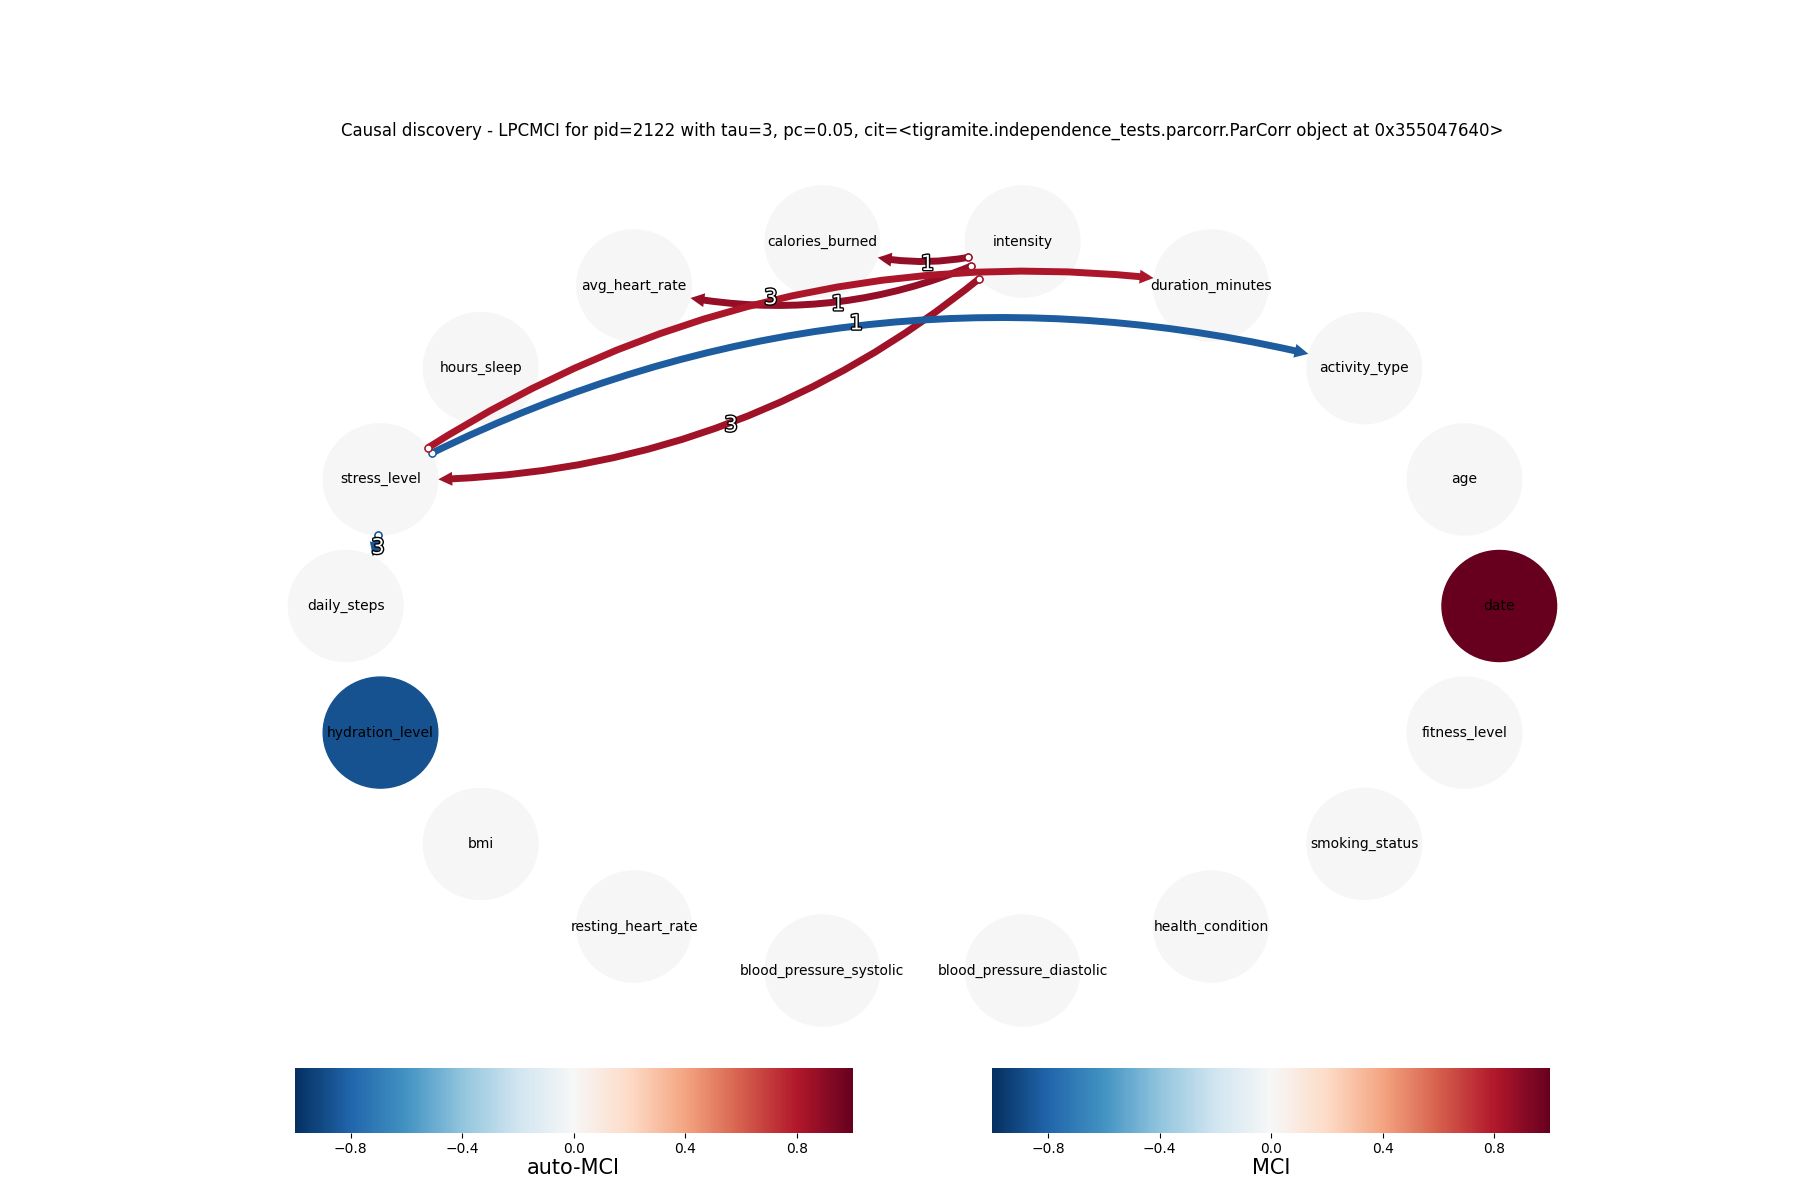 Causal discovery - LPCMCI for pid=2122 with tau=3, pc=0.05, cit=<tigramite.independence_tests.parcorr.ParCorr object at 0x355047640>
calories_burned
intensity
1
avg_heart_rate
duration_minutes
3
1
1
hours_sleep
activity_type
3
stress_level
age
3
daily_steps
date
hydration_level
fitness_level
bmi
smoking_status
resting_heart_rate
health_condition
blood_pressure_systolic
blood_pressure_diastolic
−0.8 −0.4 0.0 0.4 0.8
auto-MCI
−0.8 −0.4 0.0 0.4 0.8
MCI